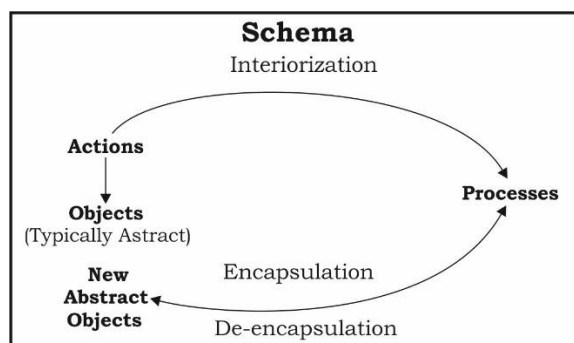 Schema
Interiorization
Actions
Processes
Objects
(Typically Astract)
New
Abstract
Objects
Encapsulation
De-encapsulation